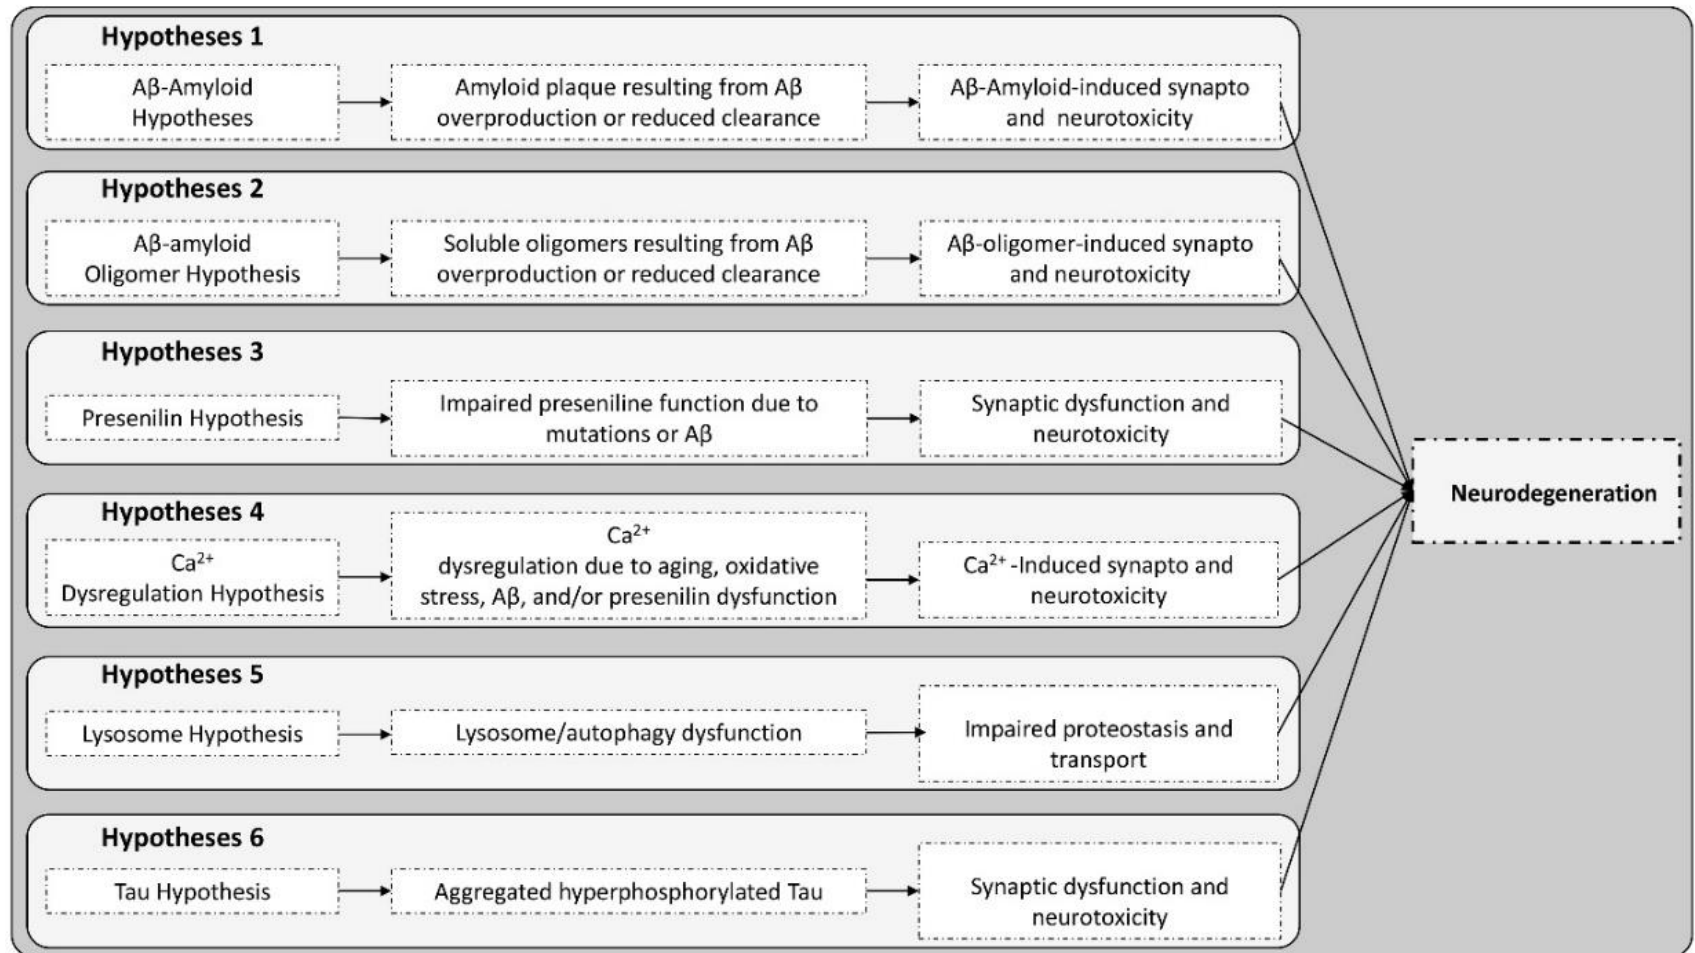 Hypotheses 1
Aβ-Amyloid
Hypotheses
Amyloid plaque resulting from Aβ
overproduction or reduced clearance
Aβ-Amyloid-induced synapto
and neurotoxicity
Hypotheses 2
Aβ-amyloid
Oligomer Hypothesis
Soluble oligomers resulting from Aβ
overproduction or reduced clearance
Aβ-oligomer-induced synapto
and neurotoxicity
Hypotheses 3
Presenilin Hypothesis
Impaired preseniline function due to
mutations or Aβ
Synaptic dysfunction and
neurotoxicity
Hypotheses 4
Ca²⁺
Dysregulation Hypothesis
Ca²⁺
dysregulation due to aging, oxidative
stress, Aβ, and/or presenilin dysfunction
Ca²⁺ -Induced synapto and
neurotoxicity
Hypotheses 5
Lysosome Hypothesis
Lysosome/autophagy dysfunction
Impaired proteostasis and
transport
Hypotheses 6
Tau Hypothesis
Aggregated hyperphosphorylated Tau
Synaptic dysfunction and
neurotoxicity
Neurodegeneration